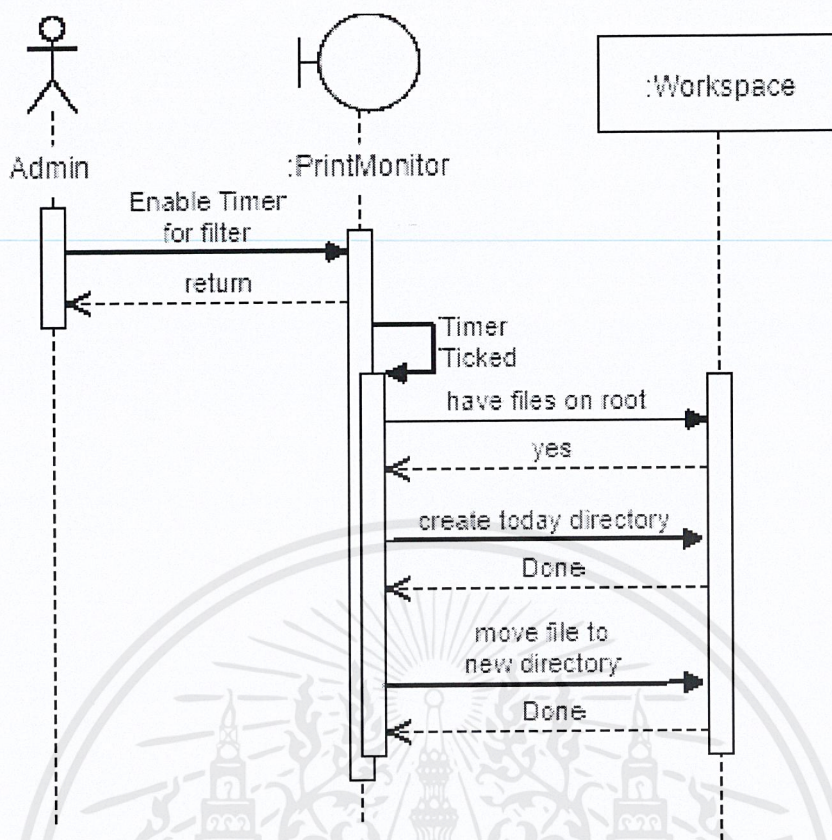 :Workspace
Admin
:PrintMonitor
Enable Timer
for filter
return
Timer
Ticked
have files on root
yes
create today directory
Done
move file to
new directory
Done